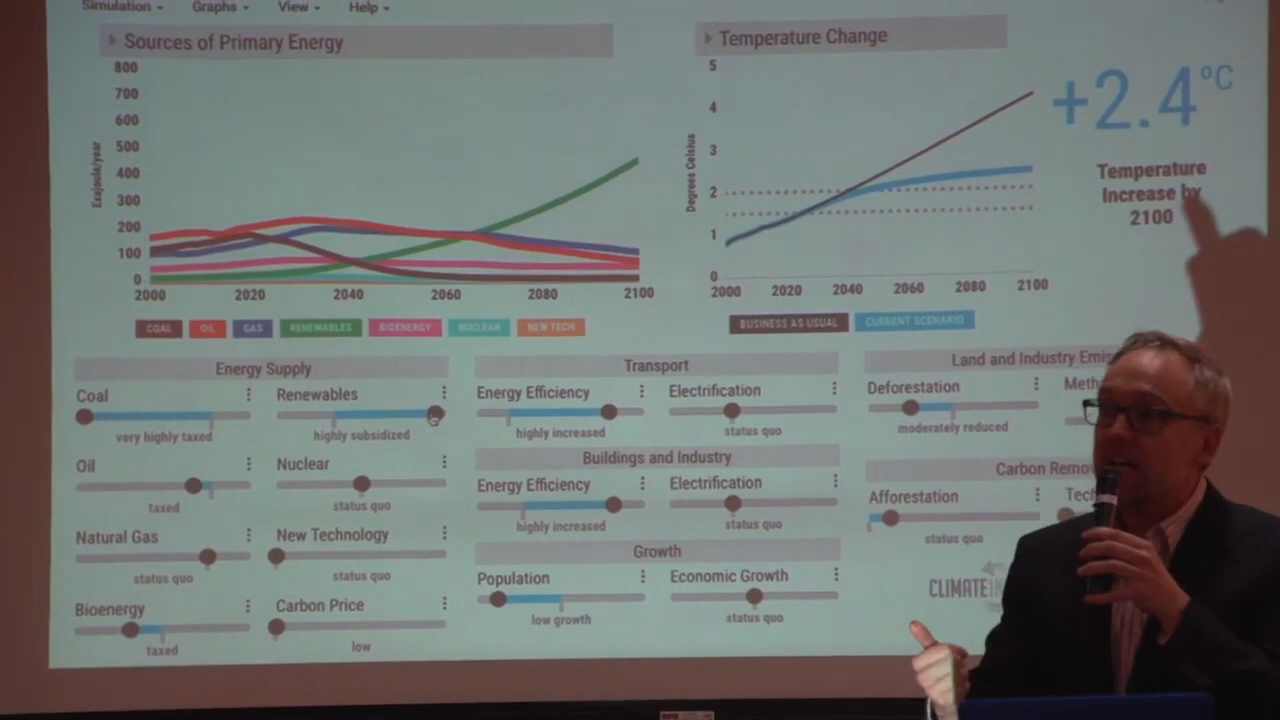 Simulation Graphs View Help
Sources of Primary Energy
800
700
600
500
400
300
200
100
0
Exajoule/year
2000 2020 2040 2060 2080 2100
COAL OIL GAS RENEWABLES BIOENERGY NUCLEAR NEW TECH
Temperature Change
5
4
3
2
1
0
Degrees Celsius
2000 2020 2040 2060 2080 2100
BUSINESS AS USUAL CURRENT SCENARIO
+2.4°C
Temperature
Increase by
2100
Energy Supply
Coal
very highly taxed
Renewables
highly subsidized
Oil
taxed
Nuclear
status quo
Natural Gas
status quo
New Technology
status quo
Bioenergy
taxed
Carbon Price
low
Transport
Energy Efficiency
highly increased
Electrification
status quo
Buildings and Industry
Energy Efficiency
highly increased
Electrification
status quo
Growth
Population
low growth
Economic Growth
status quo
Land and Industry Emis
Deforestation
moderately reduced
Meth
Carbon Remo
Afforestation
status quo
Tec
CLIMATE